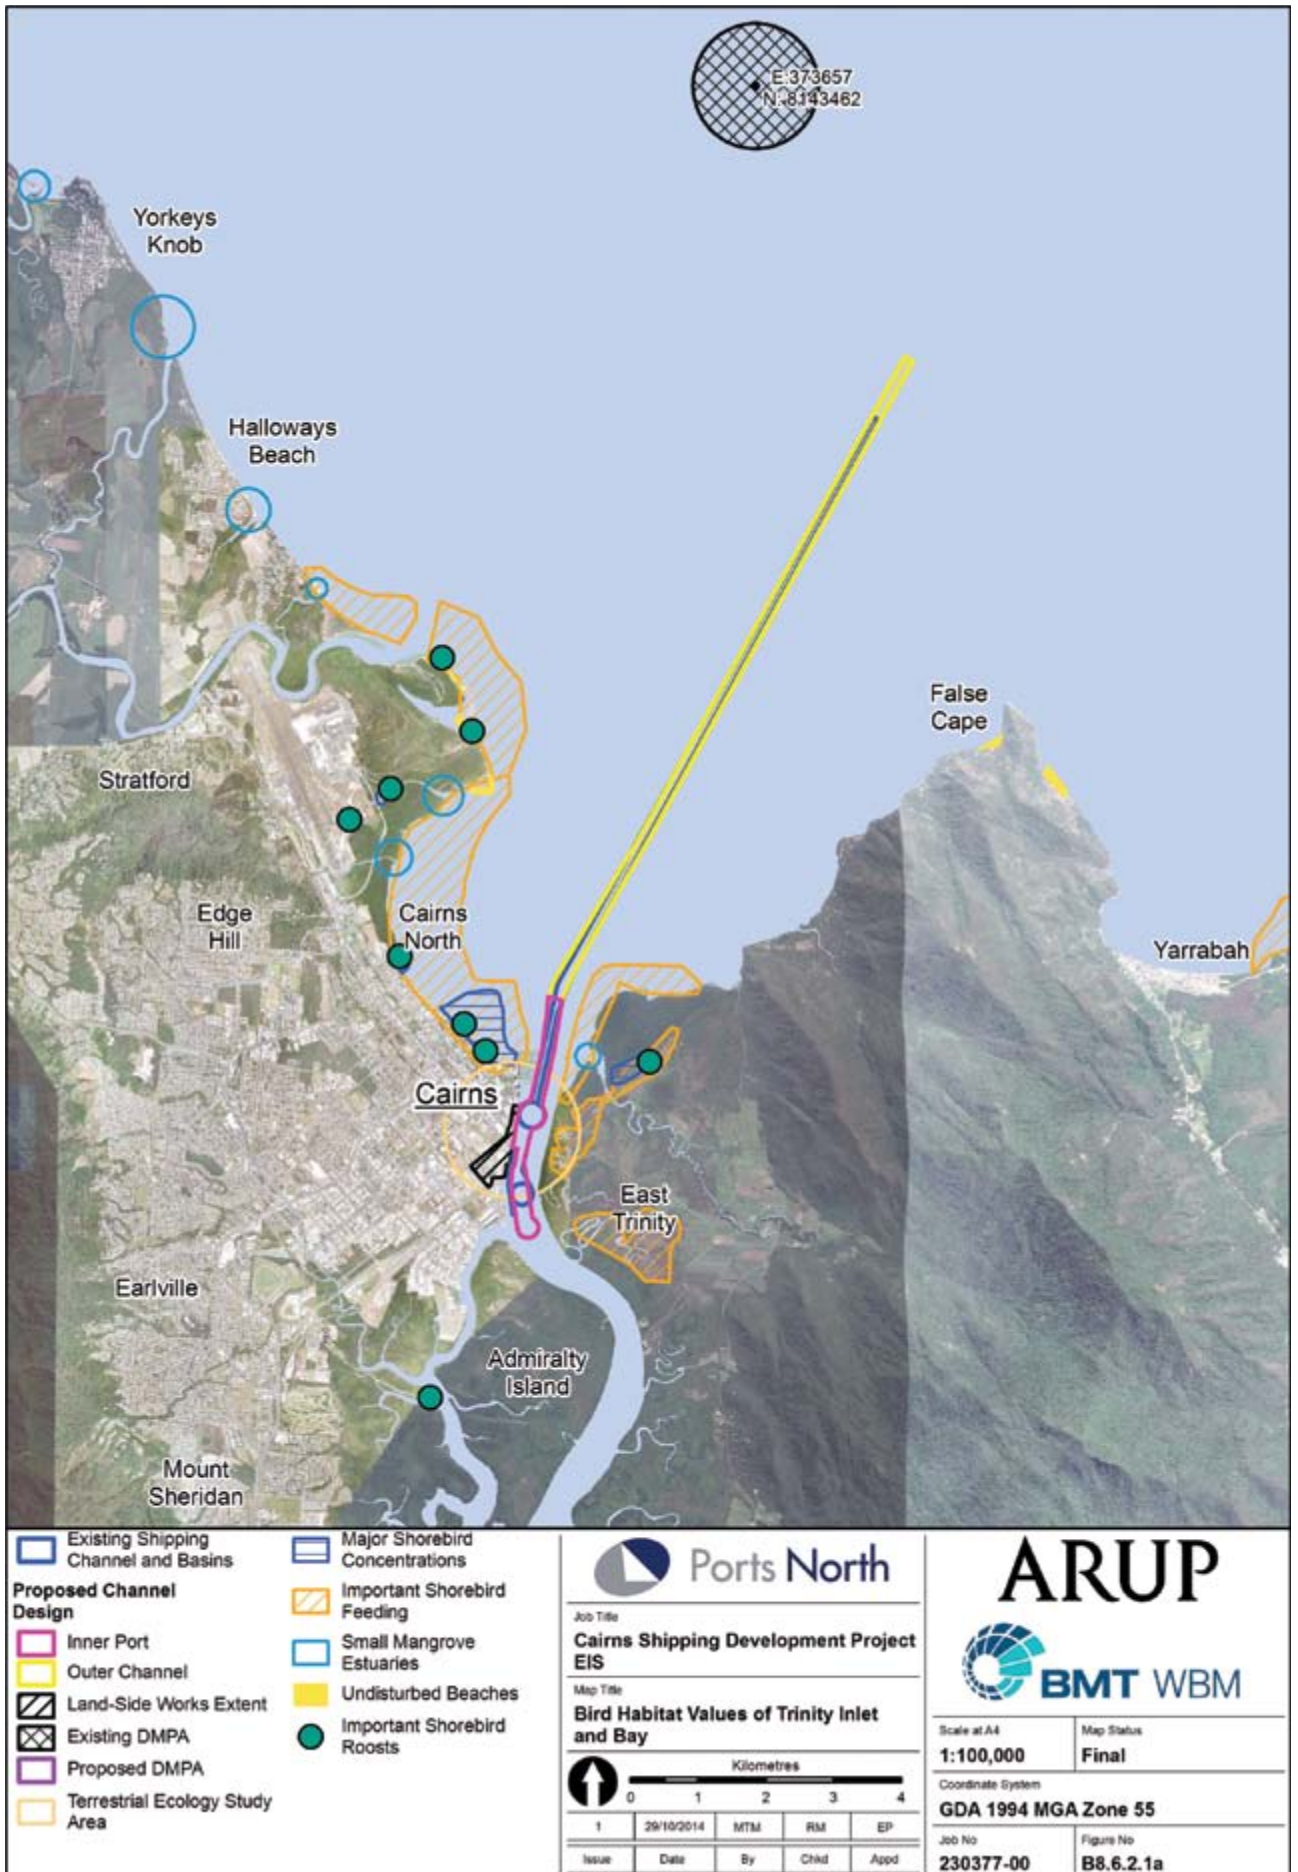 E:373657
N:-8143462
Yorkeys
Knob
Halloways
Beach
False
Cape
Stratford
Edge
Hill
Cairns
North
Yarrabah
Cairns
East
Trinity
Earlville
Admiralty
Island
Mount
Sheridan
Existing Shipping
Channel and Basins
Proposed Channel
Design
Inner Port
Outer Channel
Land-Side Works Extent
Existing DMPA
Proposed DMPA
Terrestrial Ecology Study
Area
Major Shorebird
Concentrations
Important Shorebird
Feeding
Small Mangrove
Estuaries
Undisturbed Beaches
Important Shorebird
Roosts
Ports North
Job Title
Cairns Shipping Development Project
EIS
Map Title
Bird Habitat Values of Trinity Inlet
and Bay
Kilometres
0 1 2 3 4
1 29/10/2014 MTM RM EP
Issue Date By Chkd Appd
ARUP
BMT WBM
Scale at A4 Map Status
1:100,000 Final
Coordinate System
GDA 1994 MGA Zone 55
Job No Figure No
230377-00 B8.6.2.1a